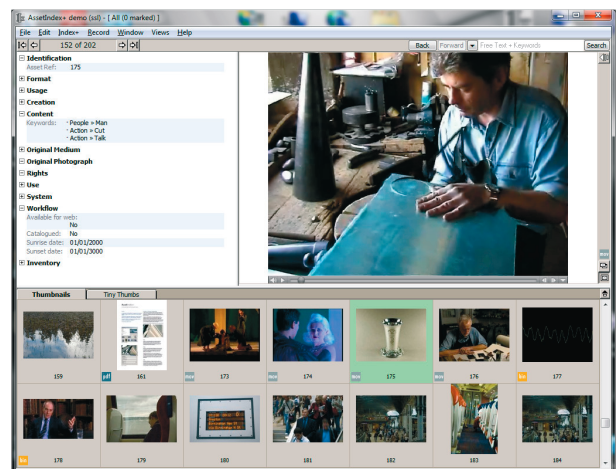 AssetIndex+ demo (ssl) - [ All (0 marked) ]
File Edit Index+ Record Window Views Help
152 of 202 Back Forward Free Text + Keywords Search
Identification
Asset Ref: 175
Format
Usage
Creation
Content
Keywords: · People » Man
· Action » Cut
· Action » Talk
Original Medium
Original Photograph
Rights
Use
System
Workflow
Available for web:
No
Catalogued: No
Sunrise date: 01/01/2000
Sunset date: 01/01/3000
Inventory
Thumbnails Tiny Thumbs
159 pdf 161 173 174 175 176 177
178 179 180 181 182 183 184